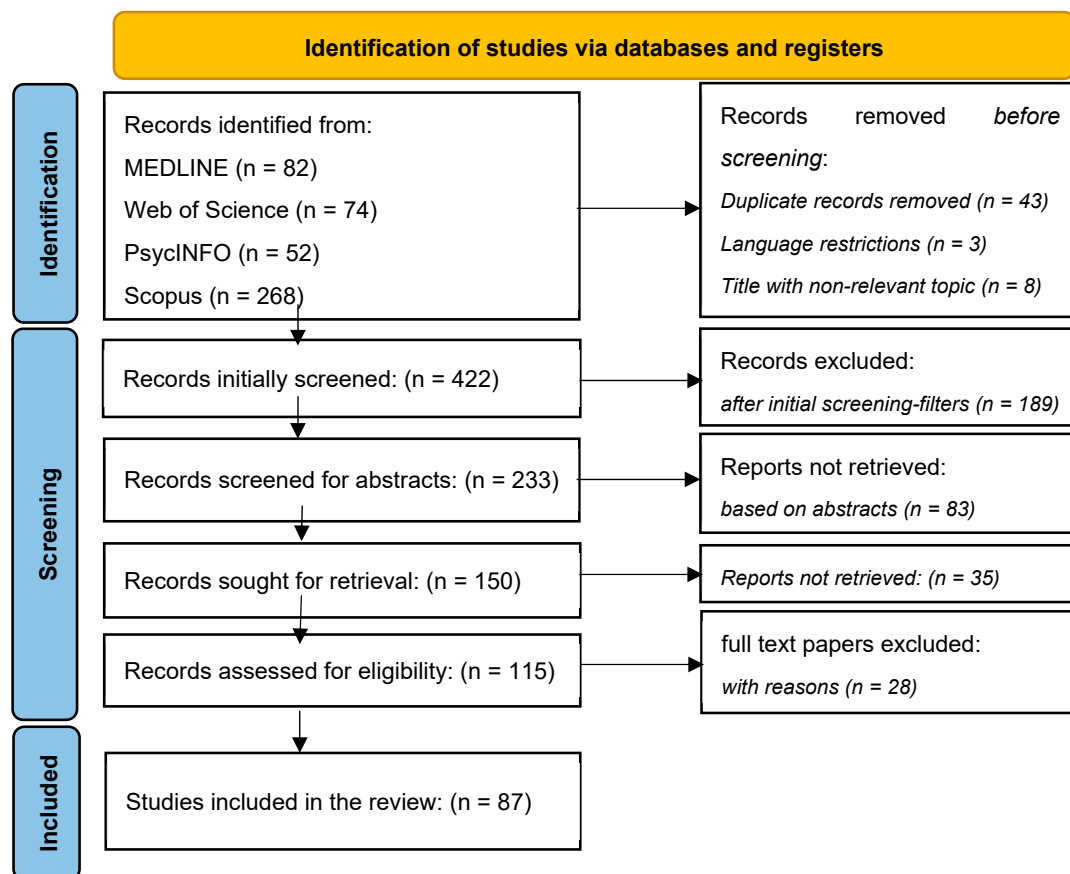 Identification of studies via databases and registers
Identification
Records identified from:
MEDLINE (n = 82)
Web of Science (n = 74)
PsycINFO (n = 52)
Scopus (n = 268)
Records removed before
screening:
Duplicate records removed (n = 43)
Language restrictions (n = 3)
Title with non-relevant topic (n = 8)
Screening
Records initially screened: (n = 422)
Records excluded:
after initial screening-filters (n = 189)
Records screened for abstracts: (n = 233)
Reports not retrieved:
based on abstracts (n = 83)
Records sought for retrieval: (n = 150)
Reports not retrieved: (n = 35)
Records assessed for eligibility: (n = 115)
full text papers excluded:
with reasons (n = 28)
Included
Studies included in the review: (n = 87)